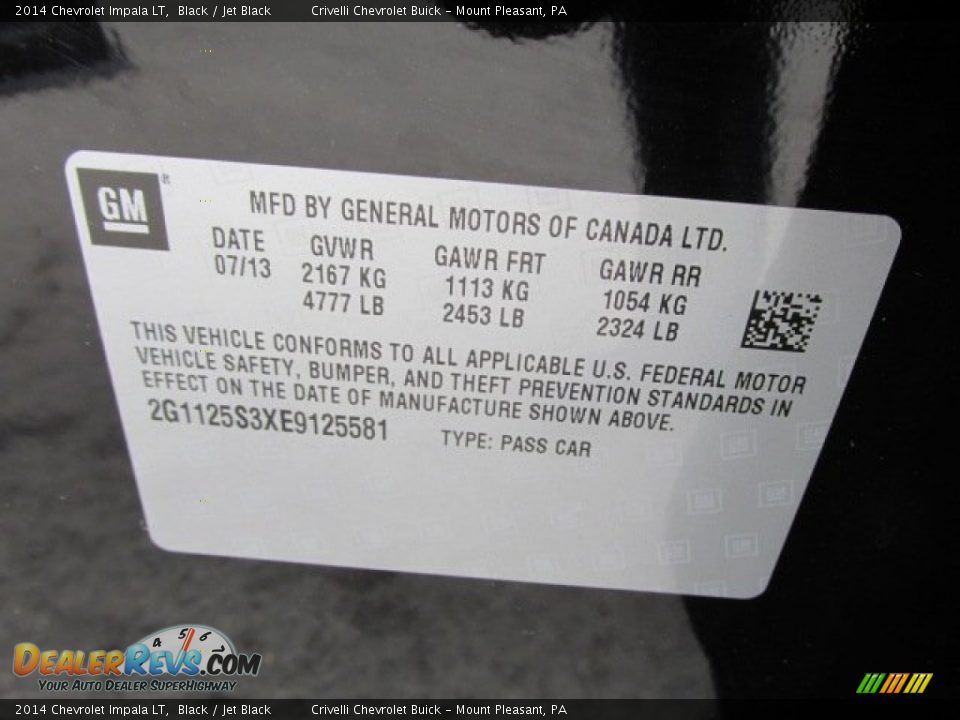 2014 Chevrolet Impala LT, Black / Jet Black Crivelli Chevrolet Buick - Mount Pleasant, PA
GM®
MFD BY GENERAL MOTORS OF CANADA LTD.
DATE GVWR GAWR FRT GAWR RR
07/13 2167 KG 1113 KG 1054 KG
4777 LB 2453 LB 2324 LB
THIS VEHICLE CONFORMS TO ALL APPLICABLE U.S. FEDERAL MOTOR
VEHICLE SAFETY, BUMPER, AND THEFT PREVENTION STANDARDS IN
EFFECT ON THE DATE OF MANUFACTURE SHOWN ABOVE.
2G1125S3XE9125581 TYPE: PASS CAR
4 5 6
DEALERREVS.COM
YOUR AUTO DEALER SUPERHIGHWAY
2014 Chevrolet Impala LT, Black / Jet Black Crivelli Chevrolet Buick - Mount Pleasant, PA